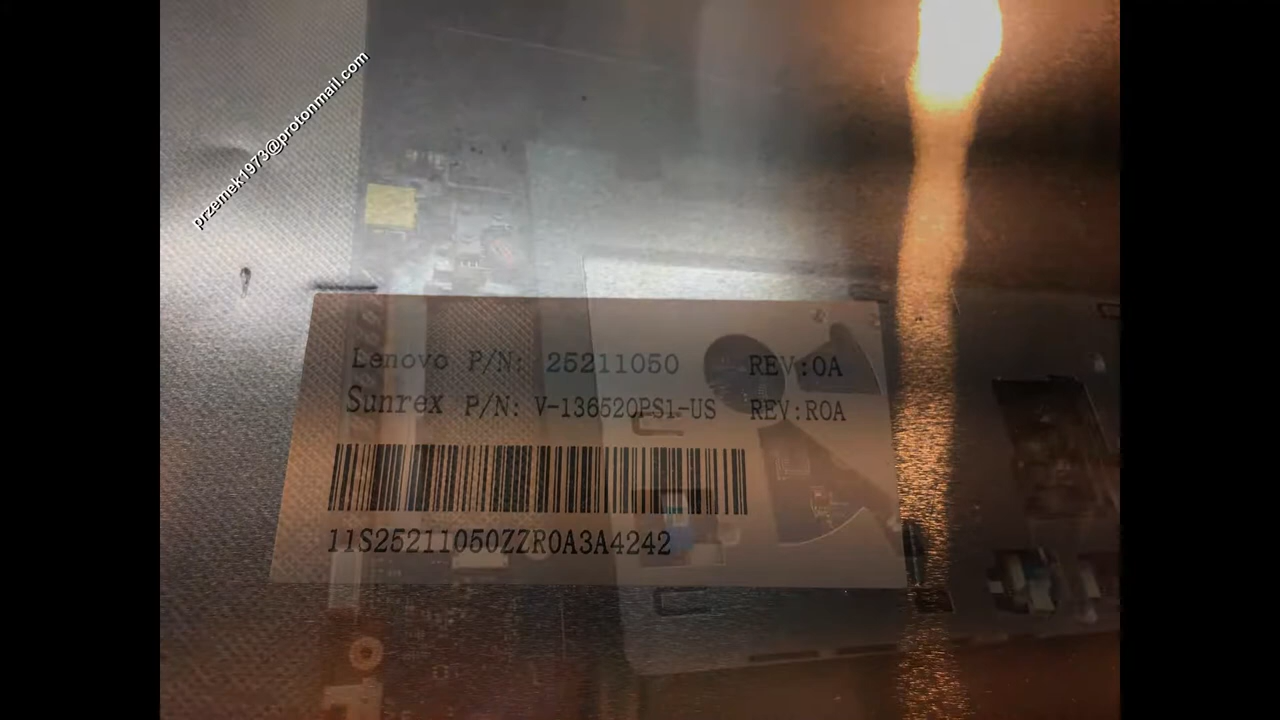 przemek1973@protonmail.com
Lenovo P/N: 25211050 REV:0A
Sunrex P/N: V-136520PS1-US REV:R0A
11S25211050ZZR0A3A4242